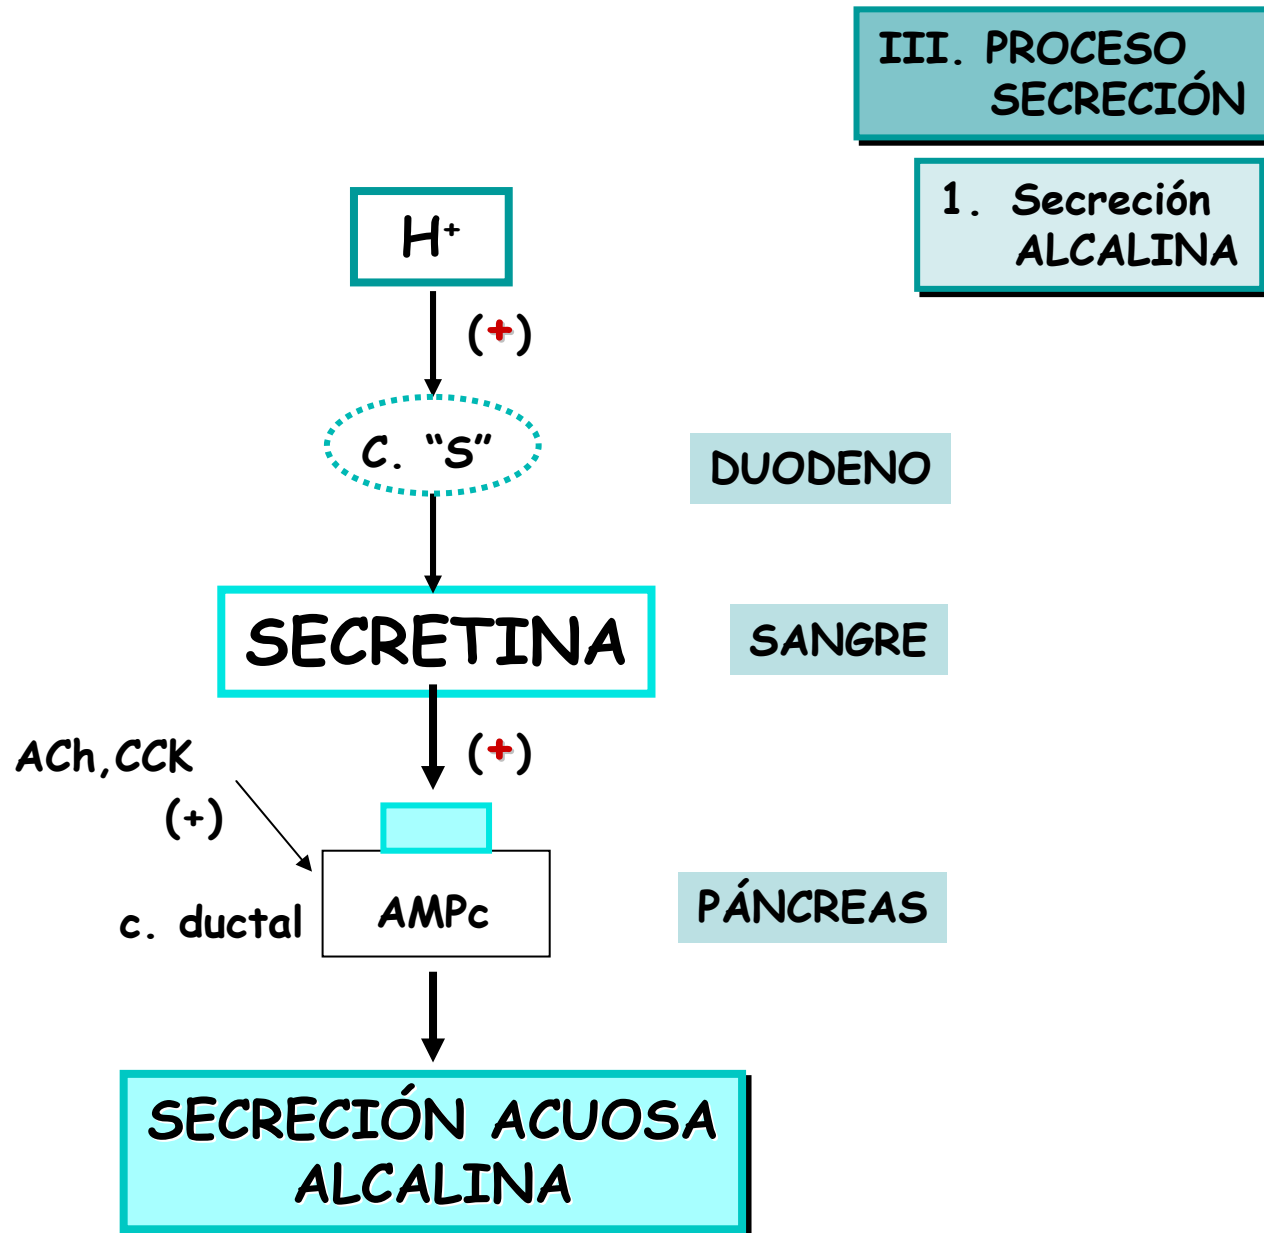 III. PROCESO
SECRECIÓN
1. Secreción
ALCALINA
H⁺
(+)
C. “S”
DUODENO
SECRETINA
SANGRE
(+)
ACh,CCK
(+)
c. ductal
AMPc
PÁNCREAS
SECRECIÓN ACUOSA
ALCALINA